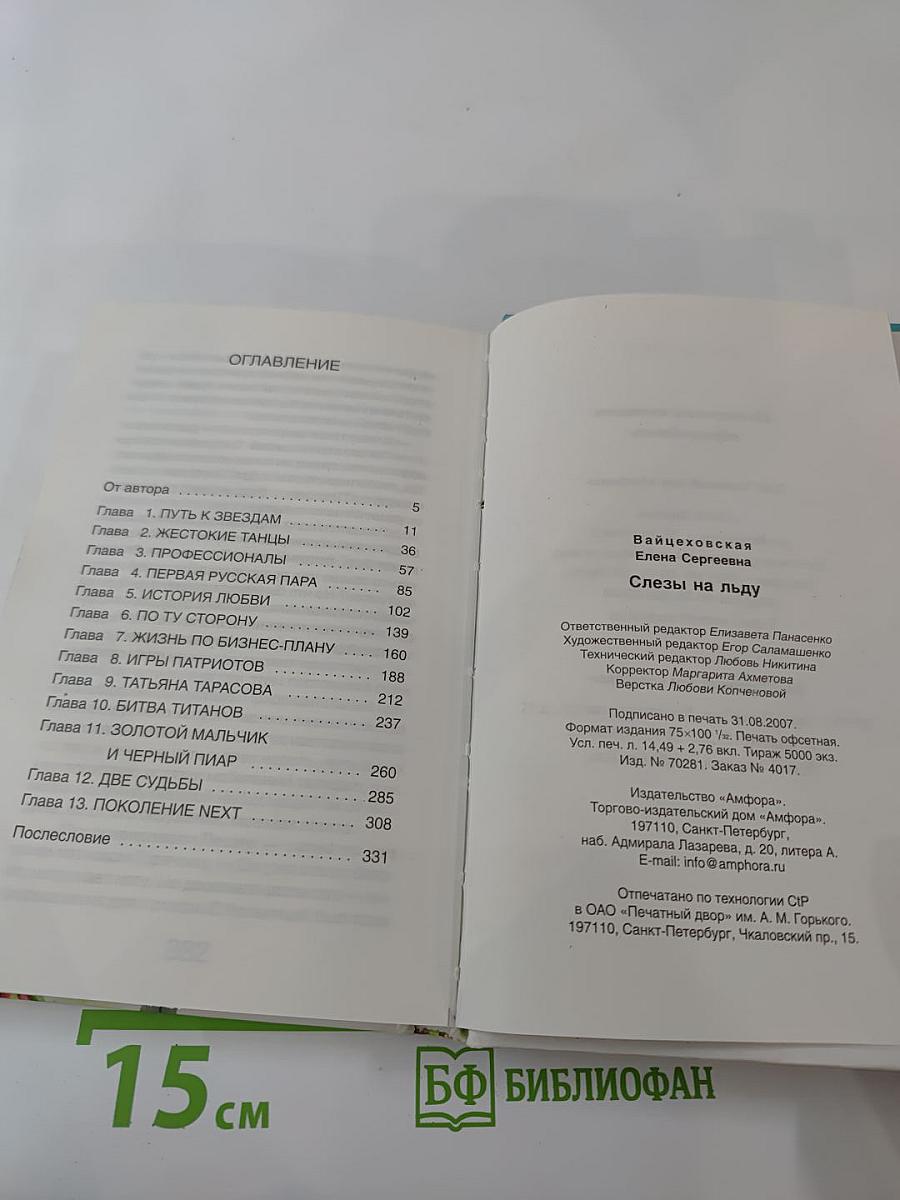 ОГЛАВЛЕНИЕ
От автора . . . . . . . . . . . . . . . . . . . . . . . . . . . 5
Глава 1. ПУТЬ К ЗВЕЗДАМ . . . . . . . . . . . . . 11
Глава 2. ЖЕСТОКИЕ ТАНЦЫ . . . . . . . . . . . . 36
Глава 3. ПРОФЕССИОНАЛЫ . . . . . . . . . . . . . 57
Глава 4. ПЕРВАЯ РУССКАЯ ПАРА . . . . . . . . 85
Глава 5. ИСТОРИЯ ЛЮБВИ . . . . . . . . . . . . . 102
Глава 6. ПО ТУ СТОРОНУ . . . . . . . . . . . . . . . 139
Глава 7. ЖИЗНЬ ПО БИЗНЕС-ПЛАНУ . . . . 160
Глава 8. ИГРЫ ПАТРИОТОВ . . . . . . . . . . . . . 188
Глава 9. ТАТЬЯНА ТАРАСОВА . . . . . . . . . . . . 212
Глава 10. БИТВА ТИТАНОВ . . . . . . . . . . . . . . 237
Глава 11. ЗОЛОТОЙ МАЛЬЧИК
И ЧЕРНЫЙ ПИАР . . . . . . . . . . . . . . 260
Глава 12. ДВЕ СУДЬБЫ . . . . . . . . . . . . . . . . . . 285
Глава 13. ПОКОЛЕНИЕ NEXT . . . . . . . . . . . . . 308
Послесловие . . . . . . . . . . . . . . . . . . . . . . . . . . 331
Вайцеховская
Елена Сергеевна
Слезы на льду
Ответственный редактор Елизавета Панасенко
Художественный редактор Егор Саламашенко
Технический редактор Любовь Никитина
Корректор Маргарита Ахметова
Верстка Любови Копченовой
Подписано в печать 31.08.2007.
Формат издания 75×100 1/32. Печать офсетная.
Усл. печ. л. 14,49 + 2,76 вкл. Тираж 5000 экз.
Изд. № 70281. Заказ № 4017.
Издательство «Амфора».
Торгово-издательский дом «Амфора».
197110, Санкт-Петербург,
наб. Адмирала Лазарева, д. 20, литера А.
E-mail: info@amphora.ru
Отпечатано по технологии CtP
в ОАО «Печатный двор» им. А. М. Горького.
197110, Санкт-Петербург, Чкаловский пр., 15.
15 см
БФ БИБЛИОФАН